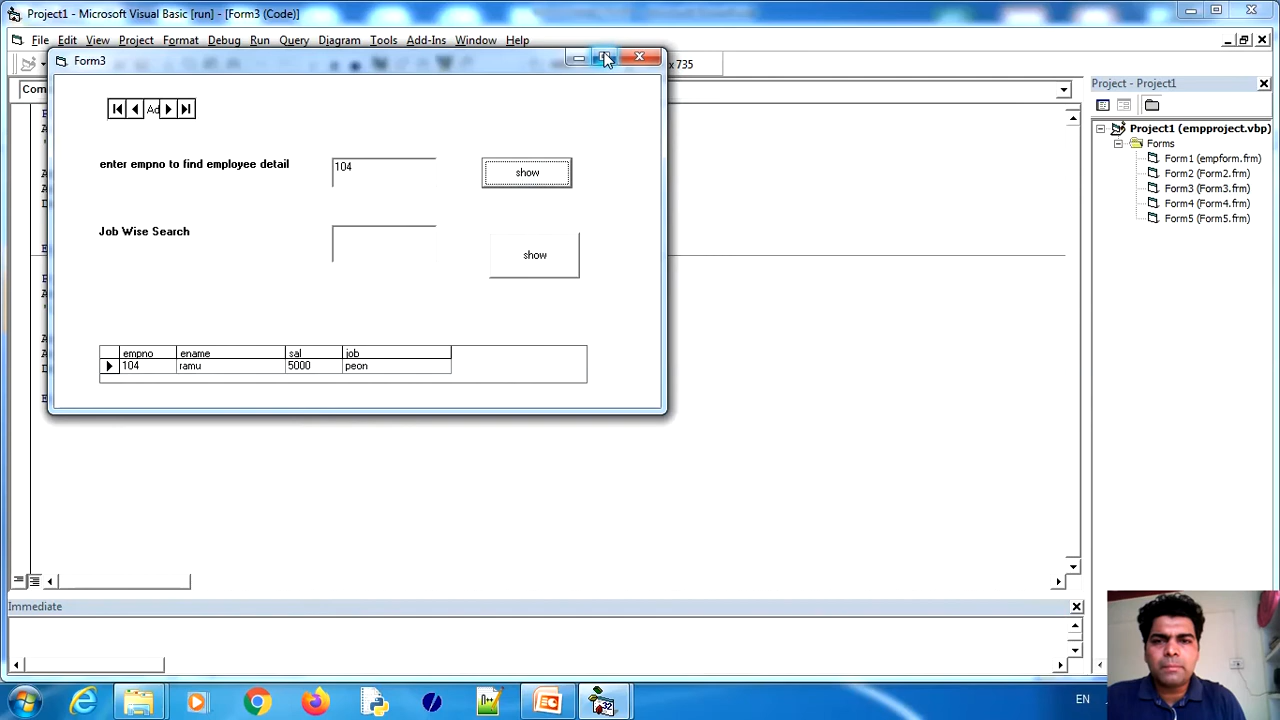 Project1 - Microsoft Visual Basic [run] - [Form3 (Code)]
File Edit View Project Format Debug Run Query Diagram Tools Add-Ins Window Help
Form3
x 735
Project - Project1
Com
Ad
Project1 (empproject.vbp)
Forms
Form1 (empform.frm)
Form2 (Form2.frm)
Form3 (Form3.frm)
Form4 (Form4.frm)
Form5 (Form5.frm)
enter empno to find employee detail
104
show
Job Wise Search
show
empno ename sal job
104 ramu 5000 peon
Immediate
EN